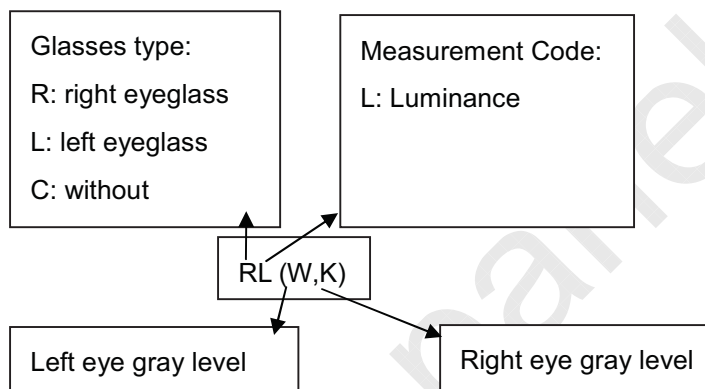 Glasses type:
R: right eyeglass
L: left eyeglass
C: without
Measurement Code:
L: Luminance
RL (W,K)
Left eye gray level
Right eye gray level